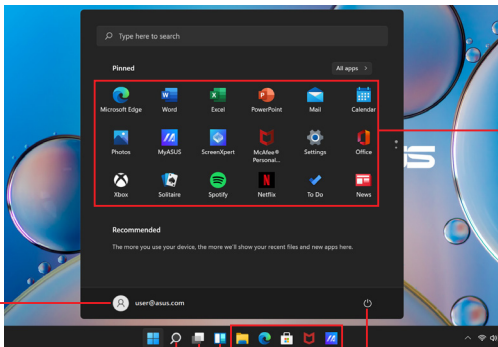 Type here to search
Pinned
All apps >
Microsoft Edge
Word
Excel
PowerPoint
Mail
Calendar
Photos
MyASUS
ScreenXpert
McAfee®
Personal...
Settings
Office
Xbox
Solitaire
Spotify
Netflix
To Do
News
Recommended
The more you use your device, the more we'll show your recent files and new apps here.
user@asus.com